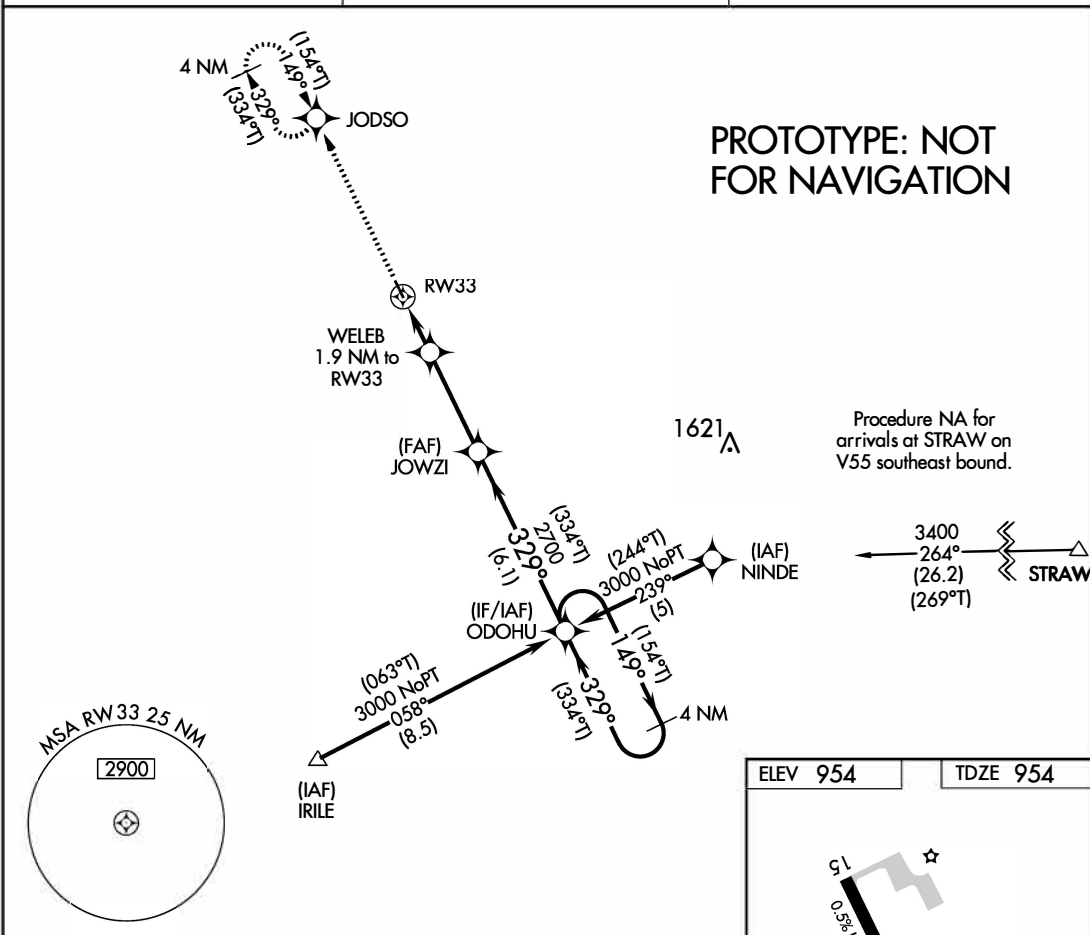 (154°T)
149°
4 NM
329°
(334°T)
JODSO
PROTOTYPE: NOT
FOR NAVIGATION
RW33
WELEB
1.9 NM to
RW33
1621
Procedure NA for
arrivals at STRAW on
V55 southeast bound.
(FAF)
JOWZI
(334°T)
2700
329°
(6.1)
(244°T)
3000 NoPT
239°
(5)
(IAF)
NINDE
3400
264°
(26.2)
(269°T)
STRAW
(IF/IAF)
ODOHU
(154°T)
149°
329°
(334°T)
4 NM
(063°T)
3000 NoPT
058°
(8.5)
(IAF)
IRILE
MSA RW33 25 NM
2900
ELEV 954
TDZE 954
15
0.5%